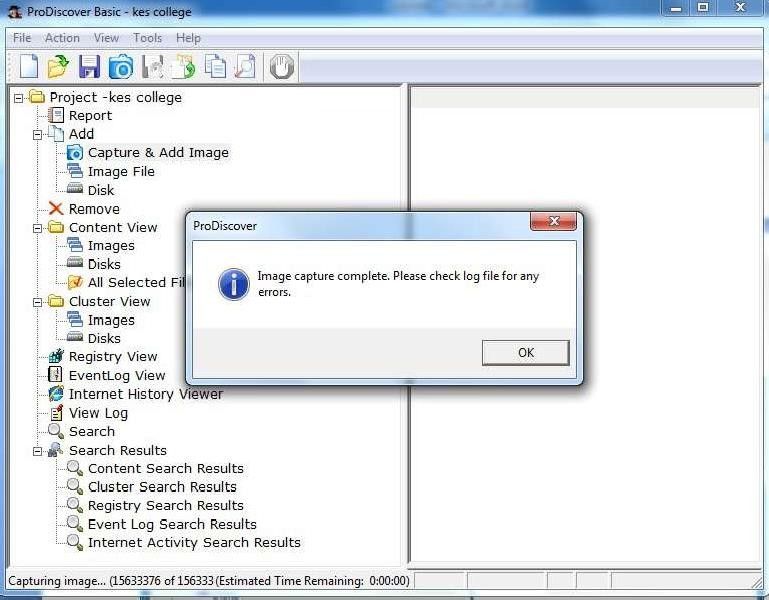 ProDiscover Basic - kes college
File Action View Tools Help
Project -kes college
Report
Add
Capture & Add Image
Image File
Disk
Remove
Content View
Images
Disks
All Selected Fil
Cluster View
Images
Disks
Registry View
EventLog View
Internet History Viewer
View Log
Search
Search Results
Content Search Results
Cluster Search Results
Registry Search Results
Event Log Search Results
Internet Activity Search Results
ProDiscover
Image capture complete. Please check log file for any
errors.
OK
Capturing image... (15633376 of 156333(Estimated Time Remaining: 0:00:00)